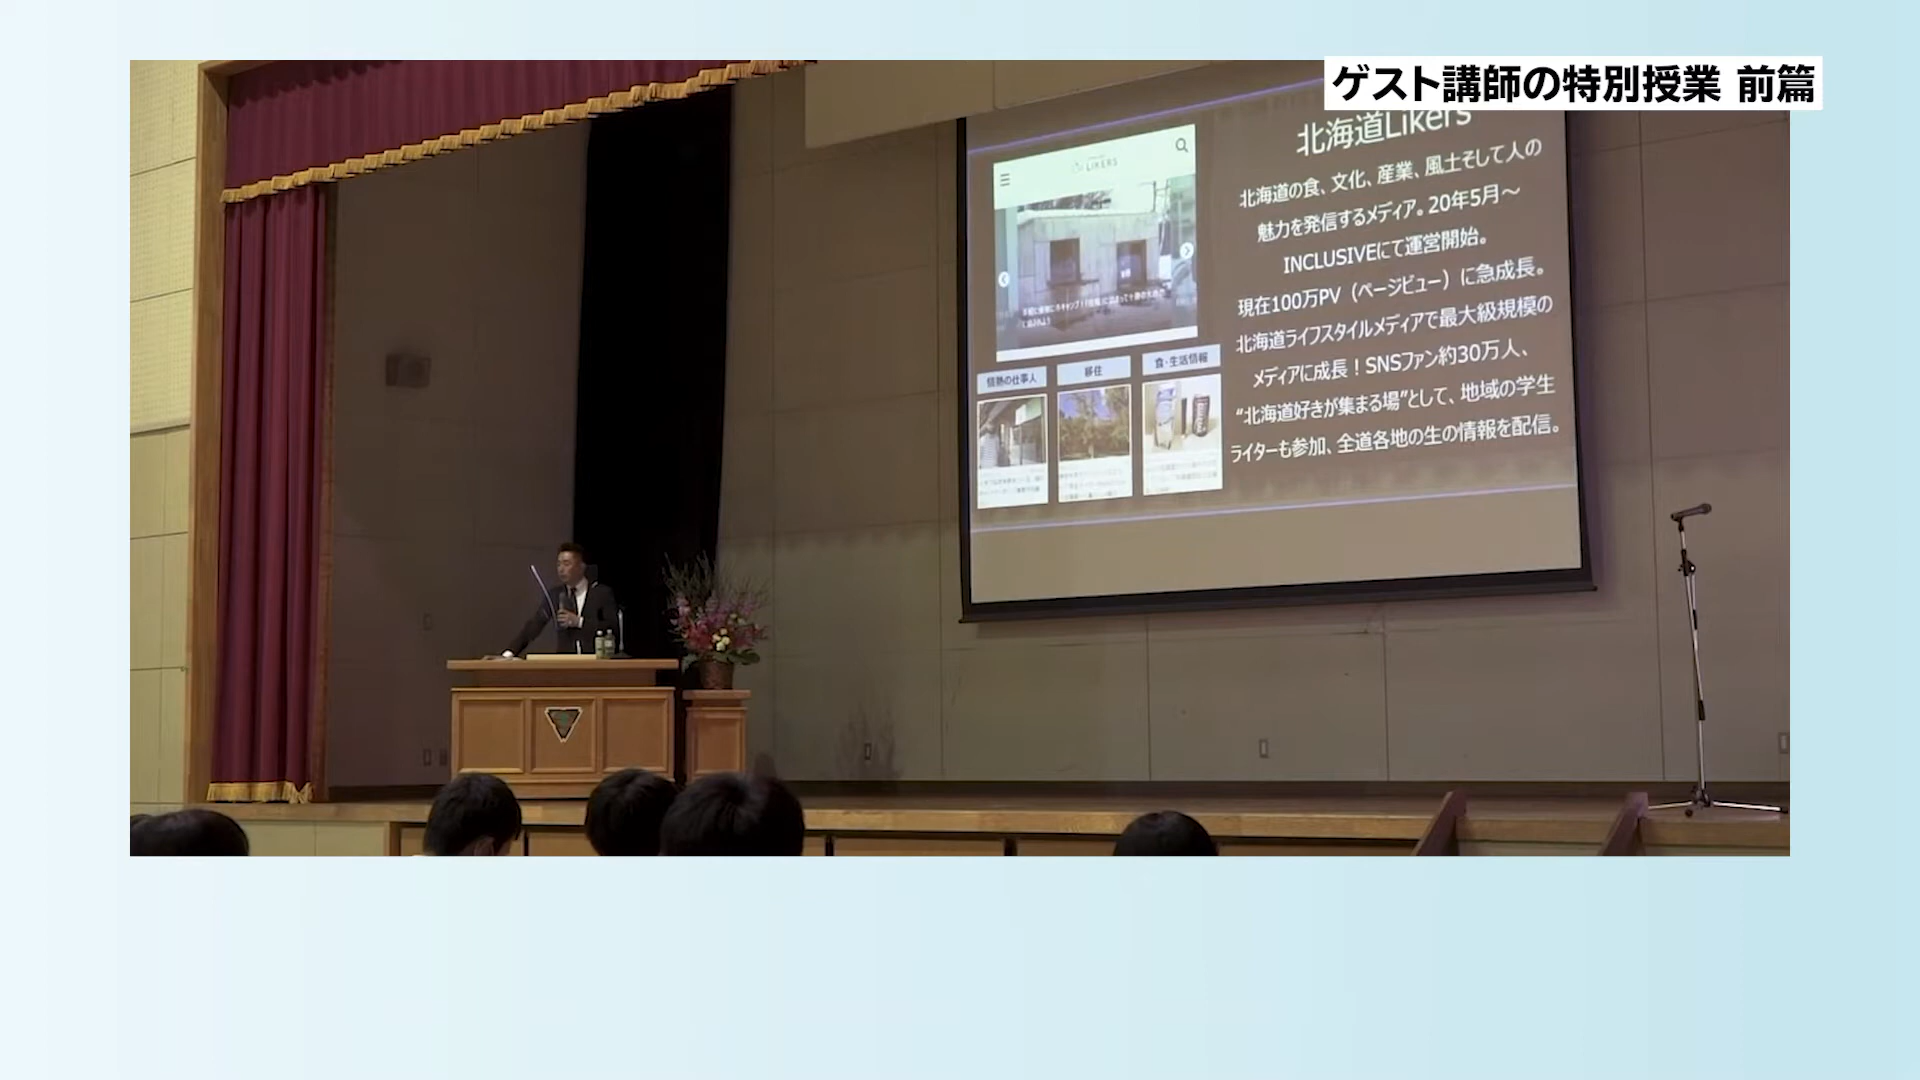 ゲスト講師の特別授業 前篇
北海道Likers
北海道の食、文化、産業、風土そして人の
魅力を発信するメディア。20年5月～
INCLUSIVEにて運営開始。
現在100万PV（ページビュー）に急成長。
北海道ライフスタイルメディアで最大級規模の
メディアに成長！SNSファン約30万人、
“北海道好きが集まる場”として、地域の学生
ライターも参加、全道各地の生の情報を配信。
LIKERS
情熱の仕事人
移住
食・生活情報